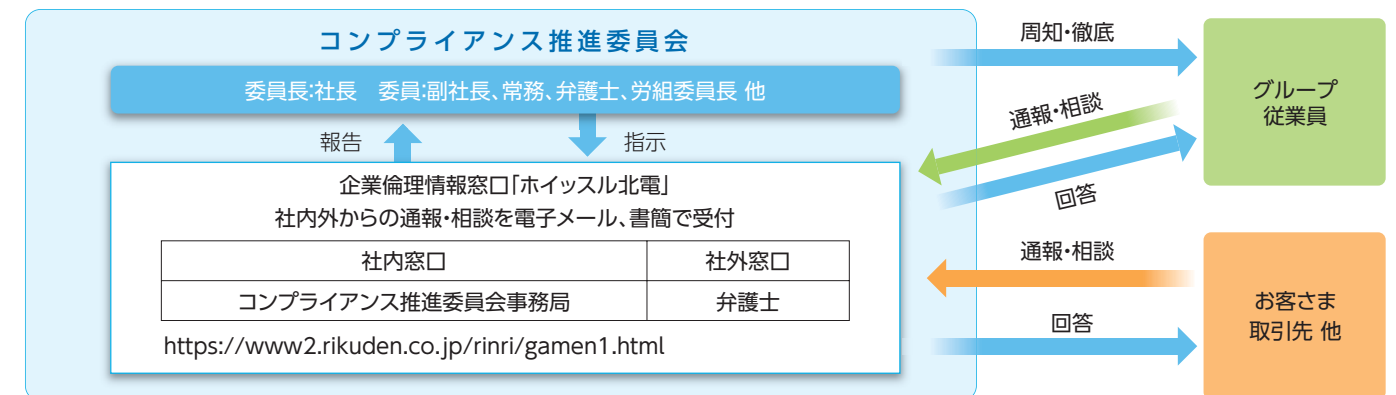 コンプライアンス推進委員会
委員長:社長 委員:副社長、常務、弁護士、労組委員長 他
報告
指示
企業倫理情報窓口「ホイッスル北電」
社内外からの通報・相談を電子メール、書簡で受付
社内窓口
社外窓口
コンプライアンス推進委員会事務局
弁護士
https://www2.rikuden.co.jp/rinri/gamen1.html
周知・徹底
通報・相談
回答
グループ
従業員
通報・相談
回答
お客さま
取引先 他